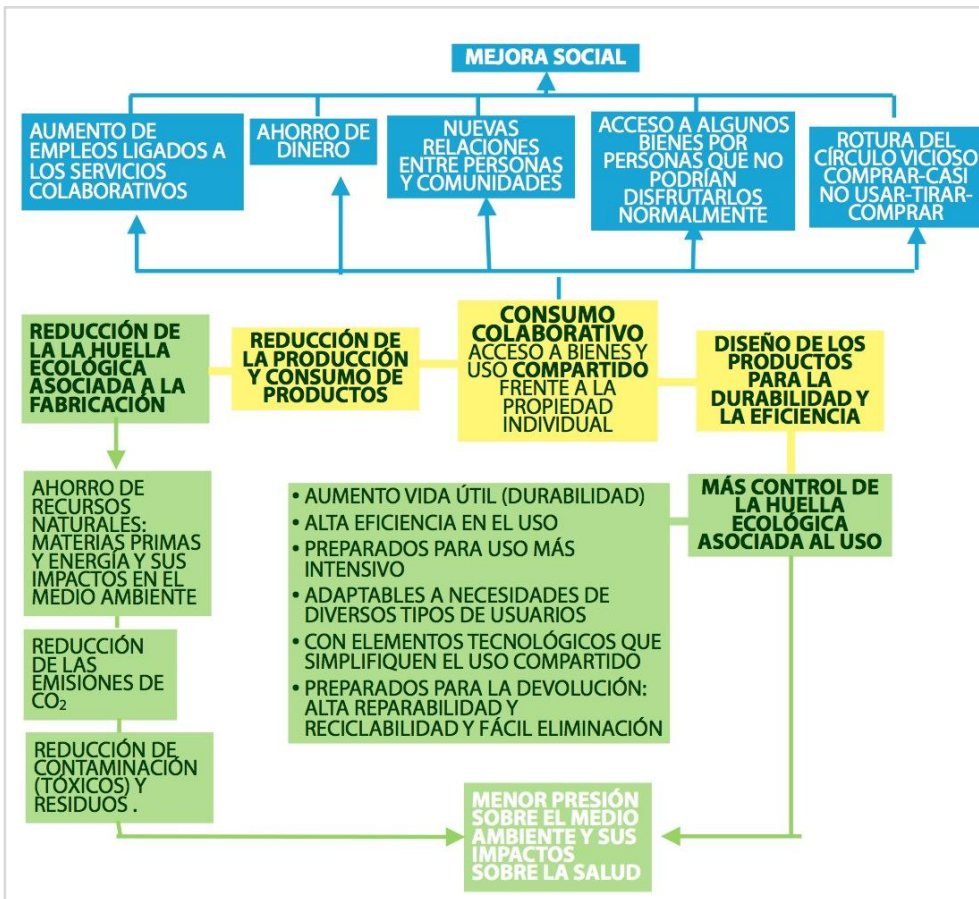 MEJORA SOCIAL
AUMENTO DE
EMPLEOS LIGADOS A
LOS SERVICIOS
COLABORATIVOS
AHORRO DE
DINERO
NUEVAS
RELACIONES
ENTRE PERSONAS
Y COMUNIDADES
ACCESO A ALGUNOS
BIENES POR
PERSONAS QUE NO
PODRÍAN
DISFRUTARLOS
NORMALMENTE
ROTURA DEL
CÍRCULO VICIOSO
COMPRAR-CASI
NO USAR-TIRAR-
COMPRAR
REDUCCIÓN DE
LA LA HUELLA
ECOLÓGICA
ASOCIADA A LA
FABRICACIÓN
REDUCCIÓN DE
LA PRODUCCIÓN
Y CONSUMO DE
PRODUCTOS
CONSUMO
COLABORATIVO
ACCESO A BIENES Y
USO COMPARTIDO
FRENTE A LA
PROPIEDAD
INDIVIDUAL
DISEÑO DE LOS
PRODUCTOS
PARA LA
DURABILIDAD Y
LA EFICIENCIA
AHORRO DE
RECURSOS
NATURALES:
MATERIAS PRIMAS
Y ENERGÍA Y SUS
IMPACTOS EN EL
MEDIO AMBIENTE
REDUCCIÓN
DE LAS
EMISIONES DE
CO₂
REDUCCIÓN DE
CONTAMINACIÓN
(TÓXICOS) Y
RESIDUOS .
• AUMENTO VIDA ÚTIL (DURABILIDAD)
• ALTA EFICIENCIA EN EL USO
• PREPARADOS PARA USO MÁS
INTENSIVO
• ADAPTABLES A NECESIDADES DE
DIVERSOS TIPOS DE USUARIOS
• CON ELEMENTOS TECNOLÓGICOS QUE
SIMPLIFIQUEN EL USO COMPARTIDO
• PREPARADOS PARA LA DEVOLUCIÓN:
ALTA REPARABILIDAD Y
RECICLABILIDAD Y FÁCIL ELIMINACIÓN
MÁS CONTROL DE
LA HUELLA
ECOLÓGICA
ASOCIADA AL USO
MENOR PRESIÓN
SOBRE EL MEDIO
AMBIENTE Y SUS
IMPACTOS
SOBRE LA SALUD